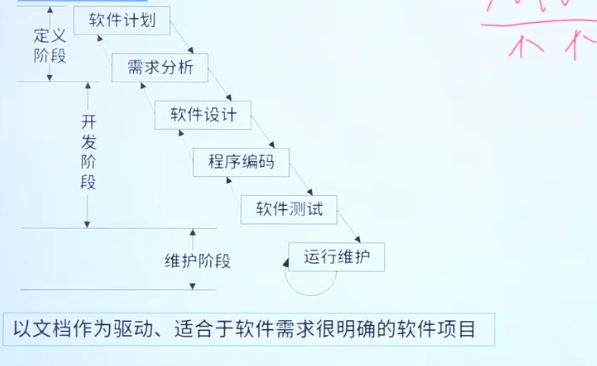 软件计划
定义
阶段
需求分析
软件设计
开
发
阶
段
程序编码
软件测试
运行维护
维护阶段
以文档作为驱动、适合于软件需求很明确的软件项目